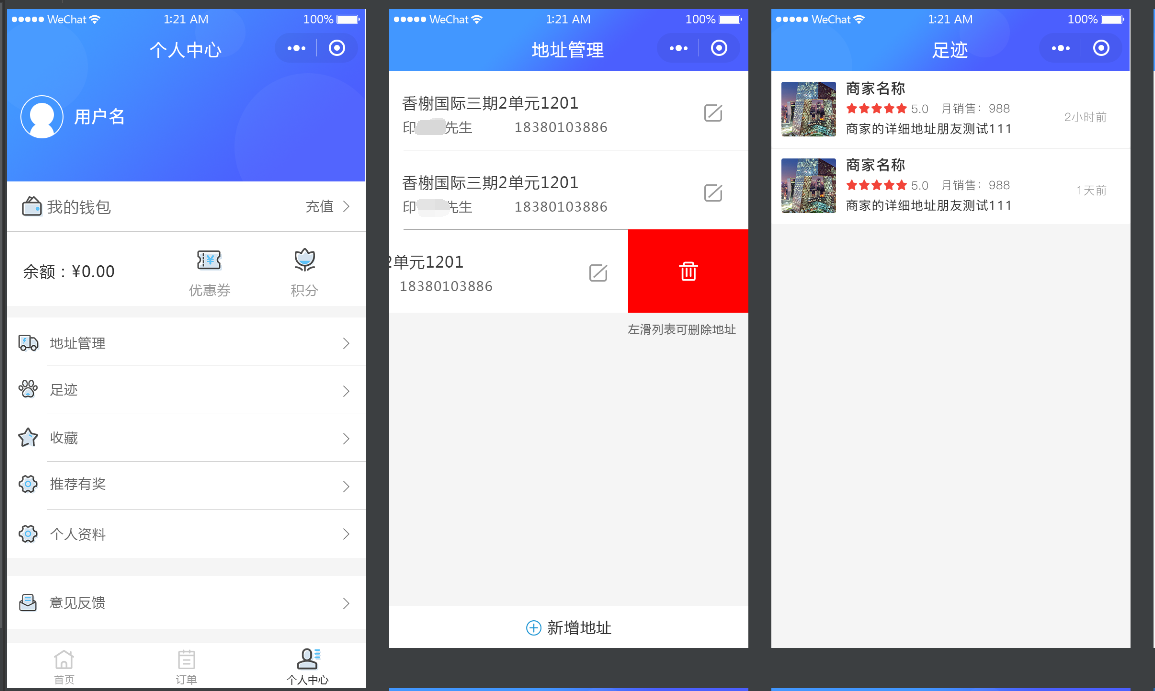 WeChat 1:21 AM 100%
个人中心
用户名
我的钱包 充值
余额：¥0.00
优惠券 积分
地址管理
足迹
收藏
推荐有奖
个人资料
意见反馈
首页 订单 个人中心
WeChat 1:21 AM 100%
地址管理
香榭国际三期2单元1201
印 先生 18380103886
香榭国际三期2单元1201
印 先生 18380103886
2单元1201
18380103886
左滑列表可删除地址
新增地址
WeChat 1:21 AM 100%
足迹
商家名称
5.0 月销售：988
2小时前
商家的详细地址朋友测试111
商家名称
5.0 月销售：988
1天前
商家的详细地址朋友测试111